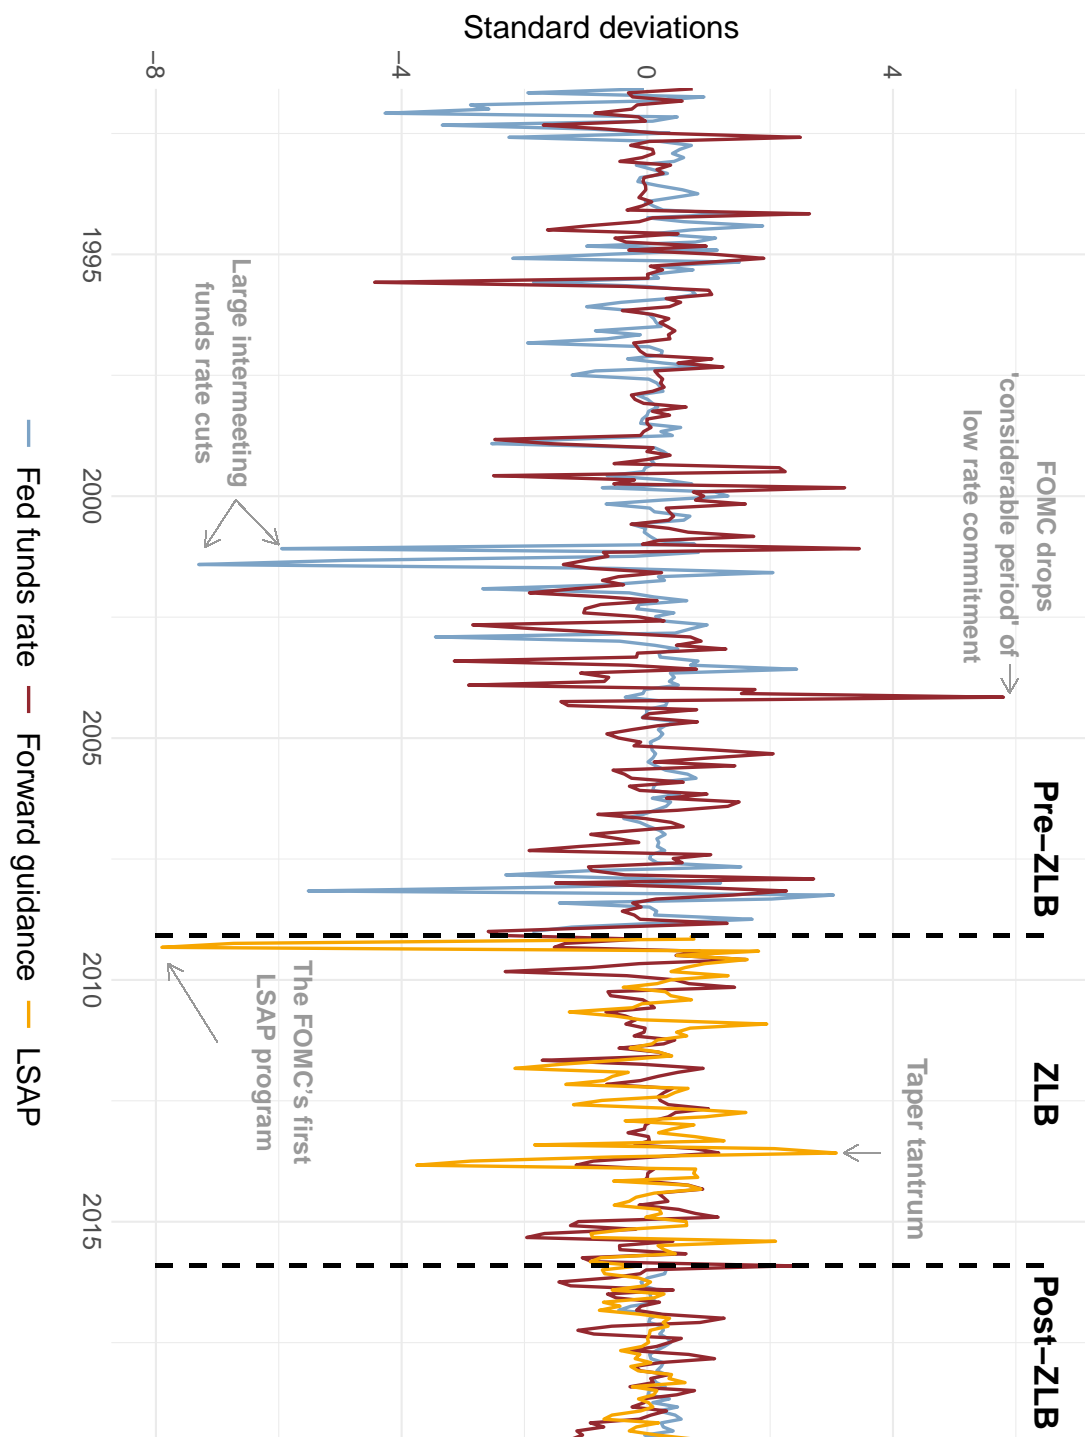 Standard deviations
−8
−4
0
4
1995
2000
2005
2010
2015
Pre−ZLB
ZLB
Post−ZLB
FOMC drops
'considerable period' of
low rate commitment
Large intermeeting
funds rate cuts
Taper tantrum
The FOMC's first
LSAP program
Fed funds rate
Forward guidance
LSAP